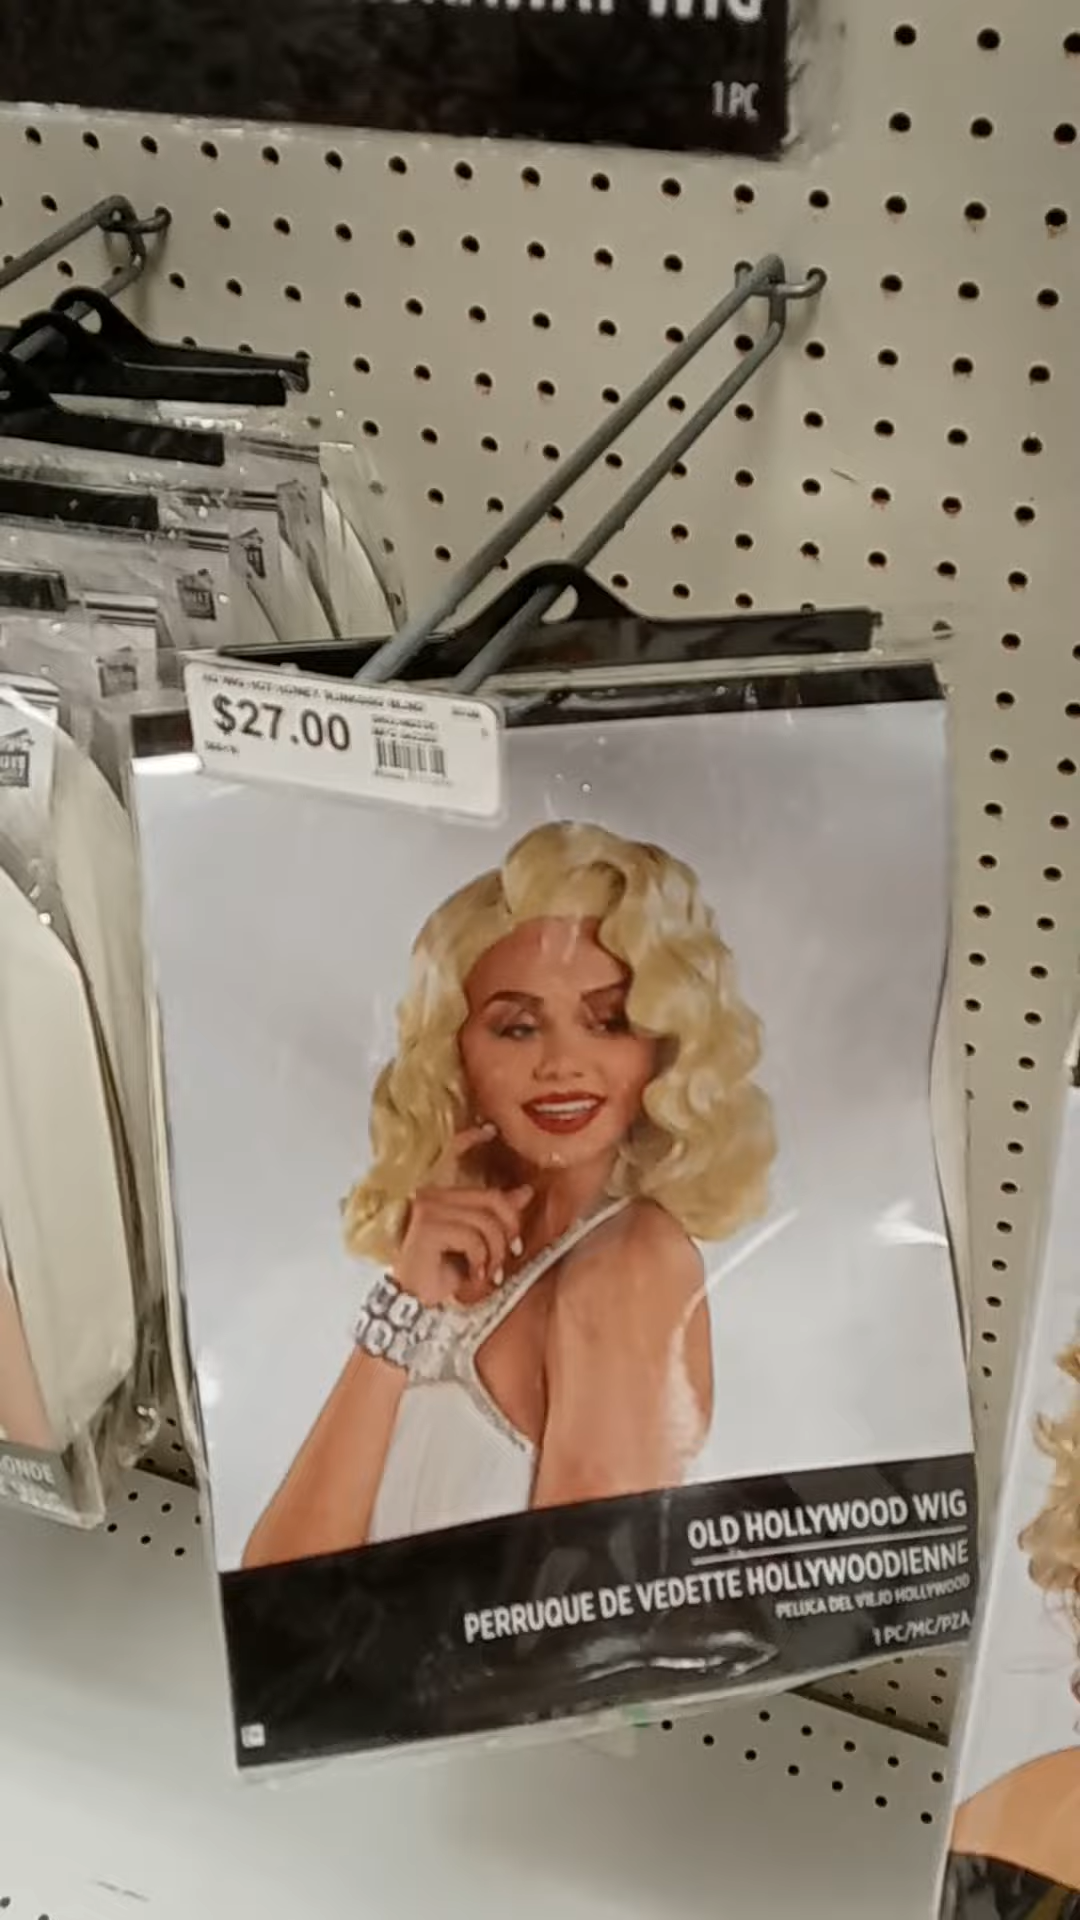 WIG
1 PC
$27.00
OLD HOLLYWOOD WIG
PERRUQUE DE VEDETTE HOLLYWOODIENNE
PELUCA DEL VIEJO HOLLYWOOD
1 PC/MC/PZA